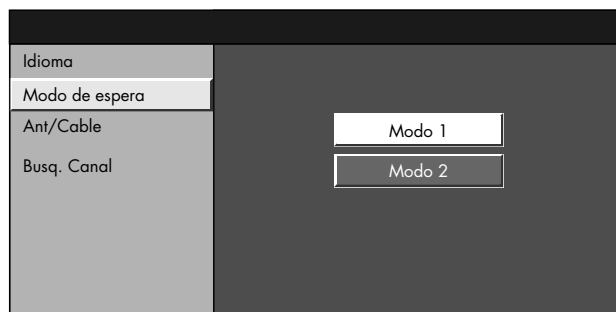 Idioma
Modo de espera
Ant/Cable
Busq. Canal
Modo 1
Modo 2